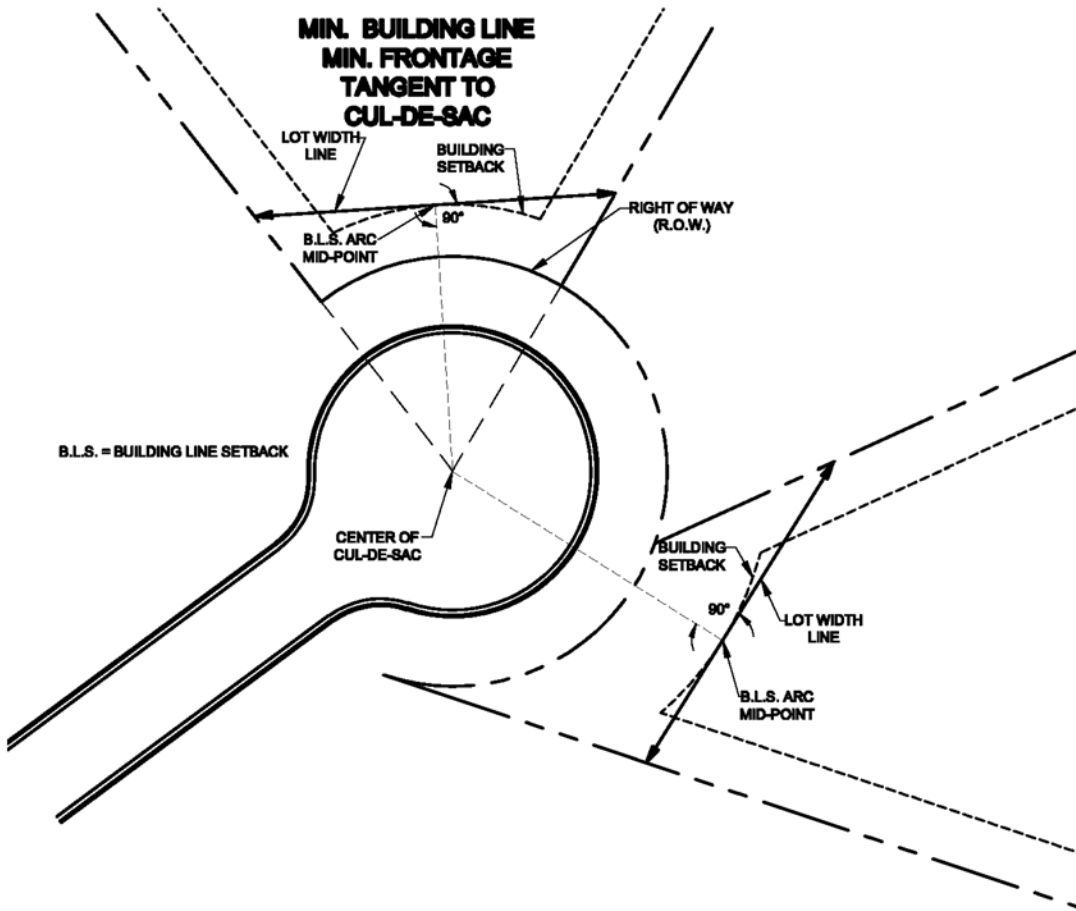 MIN. BUILDING LINE
MIN. FRONTAGE
TANGENT TO
CUL-DE-SAC
LOT WIDTH
LINE
BUILDING
SETBACK
B.L.S. ARC
MID-POINT
90°
RIGHT OF WAY
(R.O.W.)
B.L.S. = BUILDING LINE SETBACK
CENTER OF
CUL-DE-SAC
BUILDING
SETBACK
90°
LOT WIDTH
LINE
B.L.S. ARC
MID-POINT